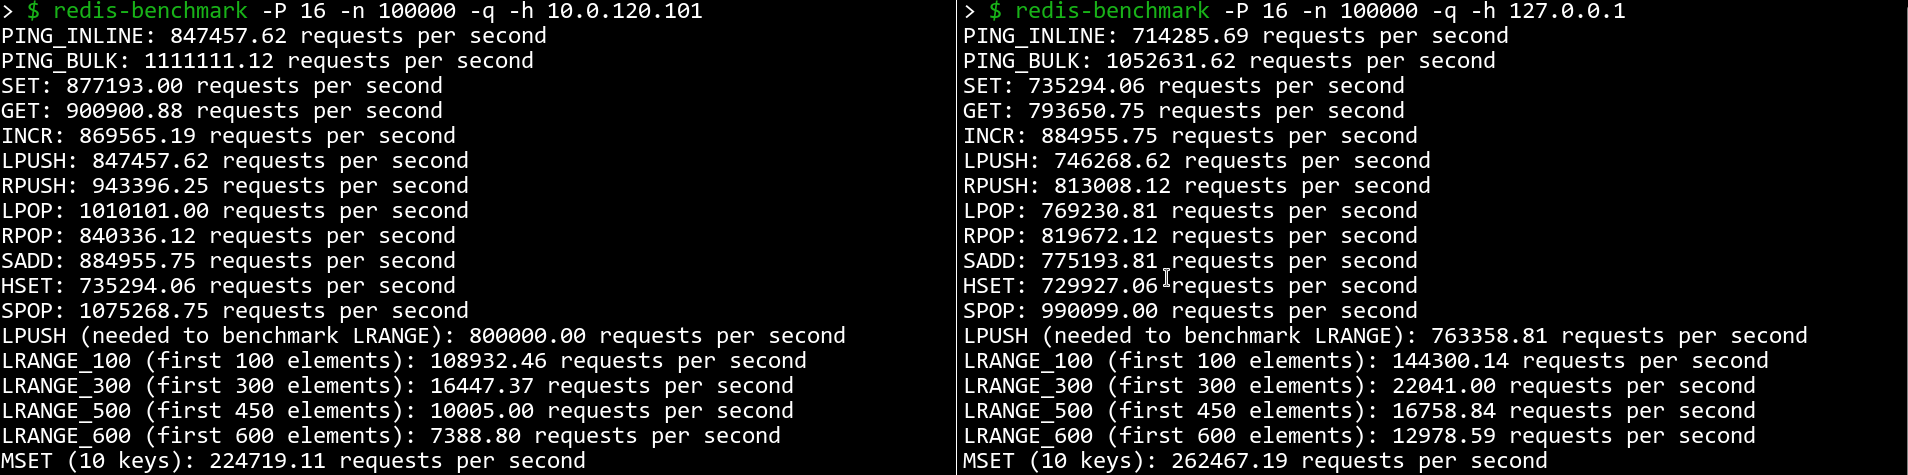 > $ redis-benchmark -P 16 -n 100000 -q -h 10.0.120.101
PING_INLINE: 847457.62 requests per second
PING_BULK: 1111111.12 requests per second
SET: 877193.00 requests per second
GET: 900900.88 requests per second
INCR: 869565.19 requests per second
LPUSH: 847457.62 requests per second
RPUSH: 943396.25 requests per second
LPOP: 1010101.00 requests per second
RPOP: 840336.12 requests per second
SADD: 884955.75 requests per second
HSET: 735294.06 requests per second
SPOP: 1075268.75 requests per second
LPUSH (needed to benchmark LRANGE): 800000.00 requests per second
LRANGE_100 (first 100 elements): 108932.46 requests per second
LRANGE_300 (first 300 elements): 16447.37 requests per second
LRANGE_500 (first 450 elements): 10005.00 requests per second
LRANGE_600 (first 600 elements): 7388.80 requests per second
MSET (10 keys): 224719.11 requests per second
> $ redis-benchmark -P 16 -n 100000 -q -h 127.0.0.1
PING_INLINE: 714285.69 requests per second
PING_BULK: 1052631.62 requests per second
SET: 735294.06 requests per second
GET: 793650.75 requests per second
INCR: 884955.75 requests per second
LPUSH: 746268.62 requests per second
RPUSH: 813008.12 requests per second
LPOP: 769230.81 requests per second
RPOP: 819672.12 requests per second
SADD: 775193.81 requests per second
HSET: 729927.06 requests per second
SPOP: 990099.00 requests per second
LPUSH (needed to benchmark LRANGE): 763358.81 requests per second
LRANGE_100 (first 100 elements): 144300.14 requests per second
LRANGE_300 (first 300 elements): 22041.00 requests per second
LRANGE_500 (first 450 elements): 16758.84 requests per second
LRANGE_600 (first 600 elements): 12978.59 requests per second
MSET (10 keys): 262467.19 requests per second